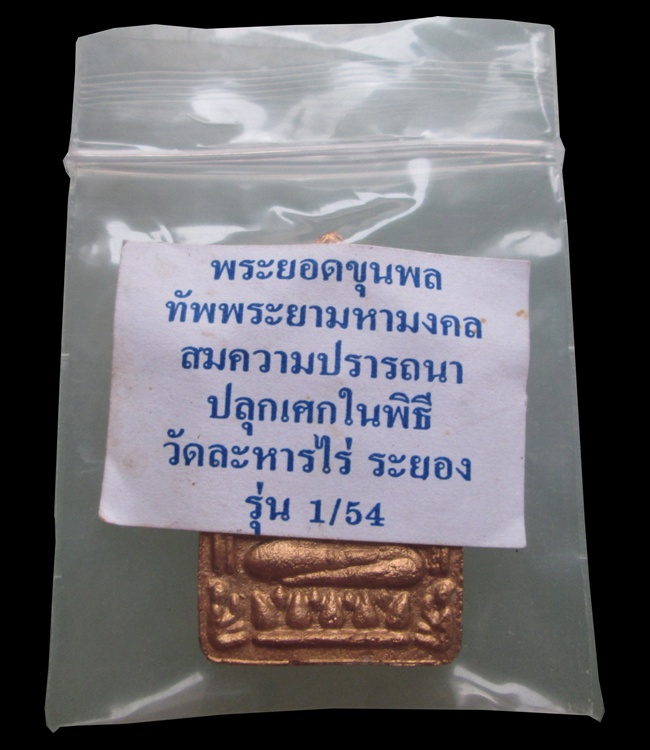 พระยอดขุนพล
ทัพพระยามหามงคล
สมความปรารถนา
ปลุกเศกในพิธี
วัดละหารไร่ ระยอง
รุ่น 1/54